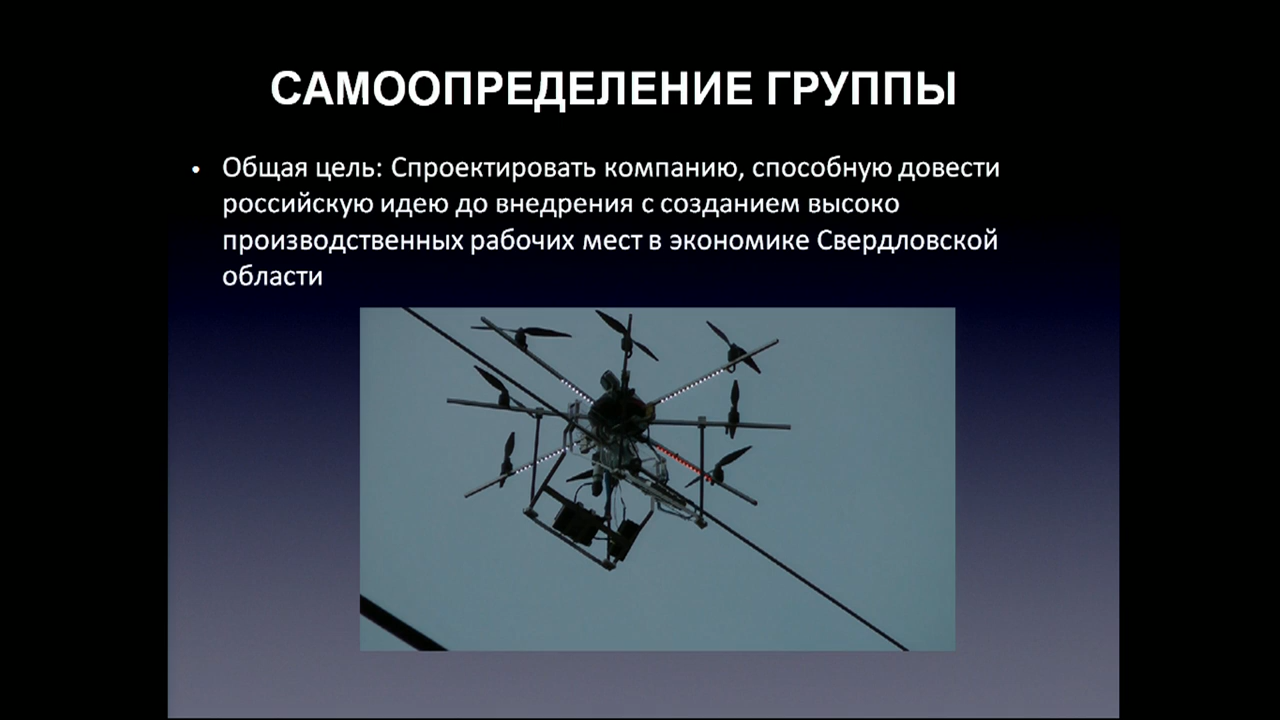 САМООПРЕДЕЛЕНИЕ ГРУППЫ
• Общая цель: Спроектировать компанию, способную довести
российскую идею до внедрения с созданием высоко
производственных рабочих мест в экономике Свердловской
области